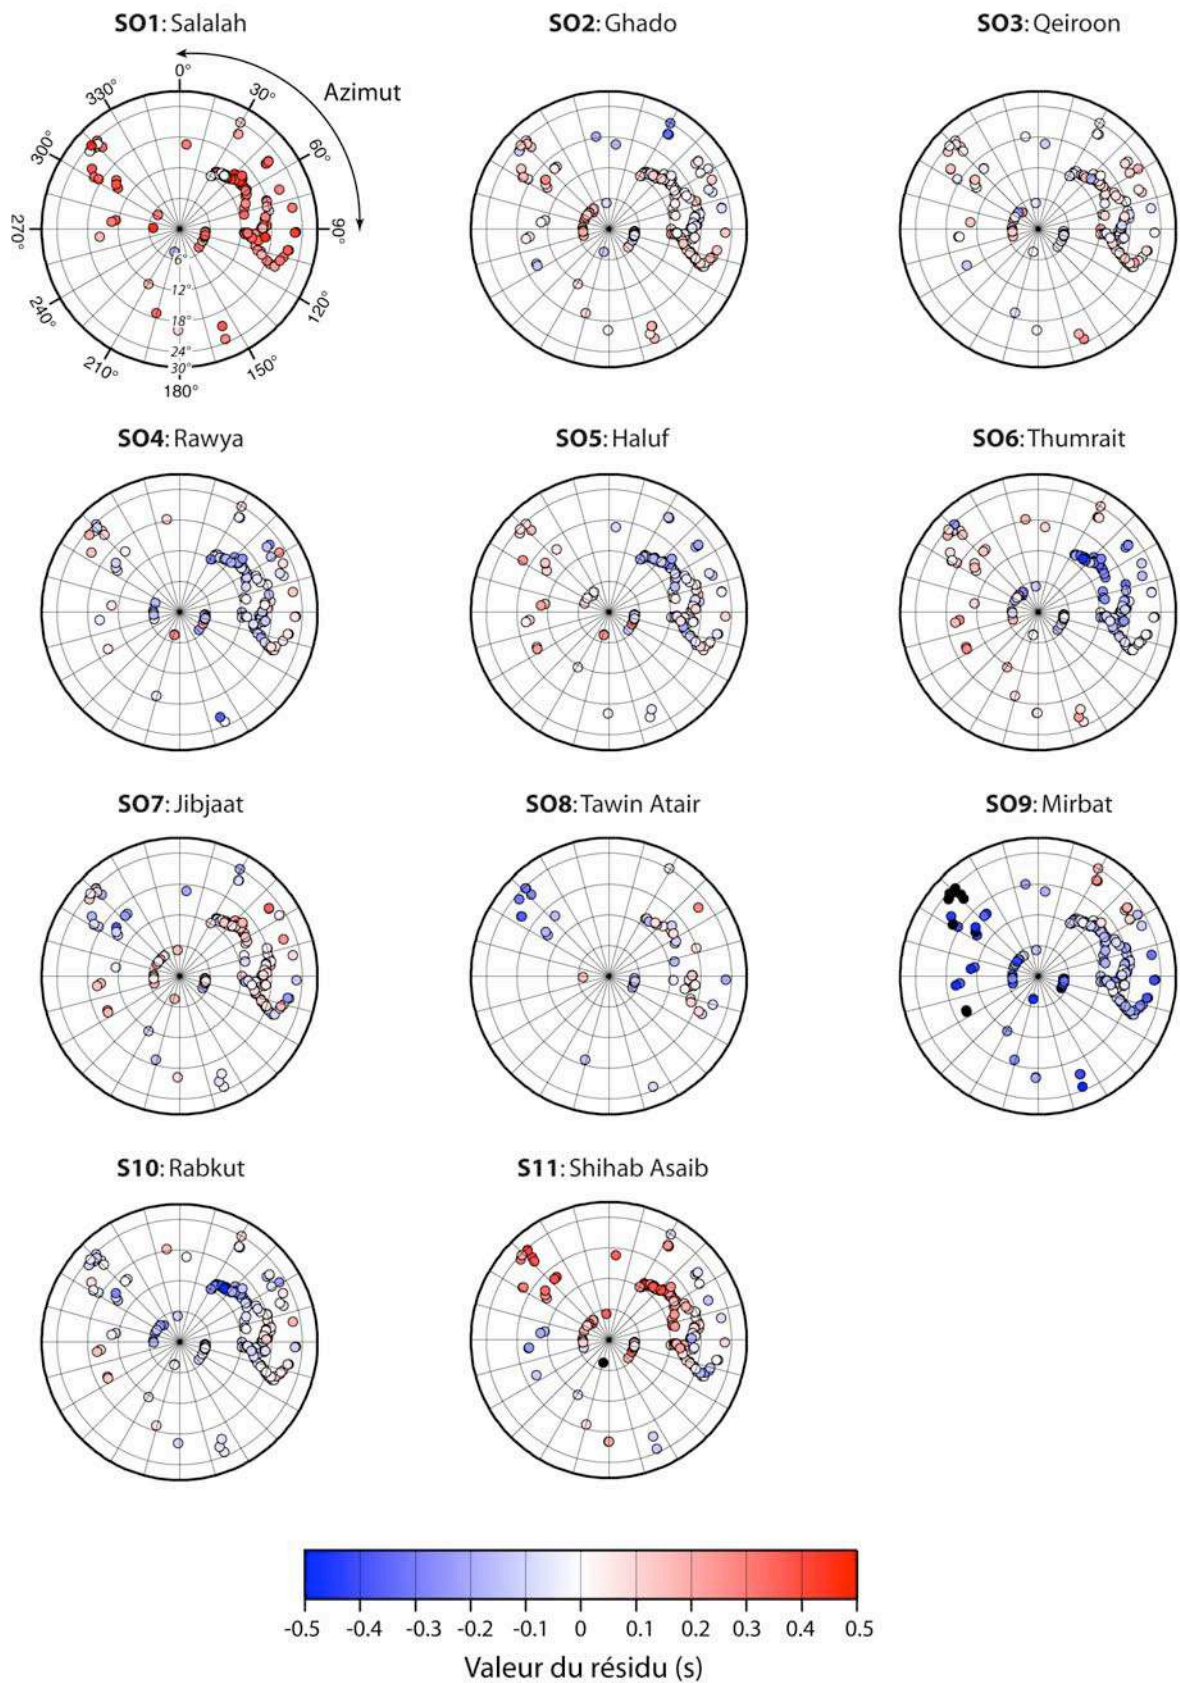 SO1: Salalah
SO2: Ghado
SO3: Qeiroon
Azimut
0°
30°
60°
90°
120°
150°
180°
210°
240°
270°
300°
330°
6°
12°
18°
24°
30°
SO4: Rawya
SO5: Haluf
SO6: Thumrait
SO7: Jibjaat
SO8: Tawin Atair
SO9: Mirbat
S10: Rabkut
S11: Shihab Asaib
-0.5 -0.4 -0.3 -0.2 -0.1 0 0.1 0.2 0.3 0.4 0.5
Valeur du résidu (s)